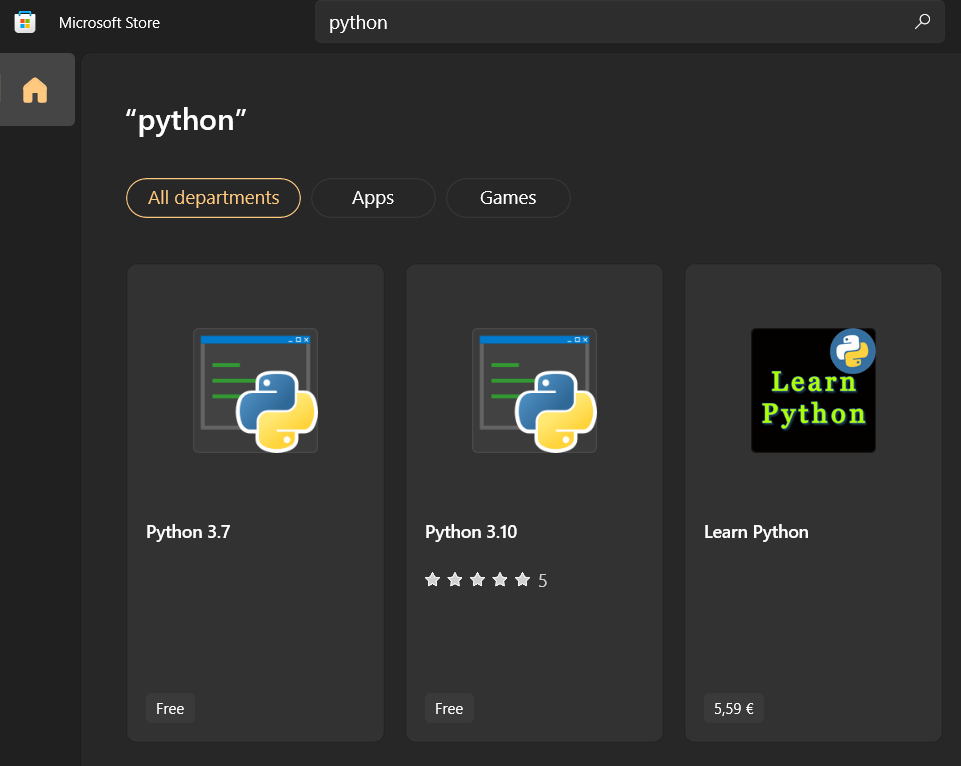 Microsoft Store
python
“python”
All departments Apps Games
Learn
Python
Python 3.7 Python 3.10 Learn Python
5
Free Free 5,59 €